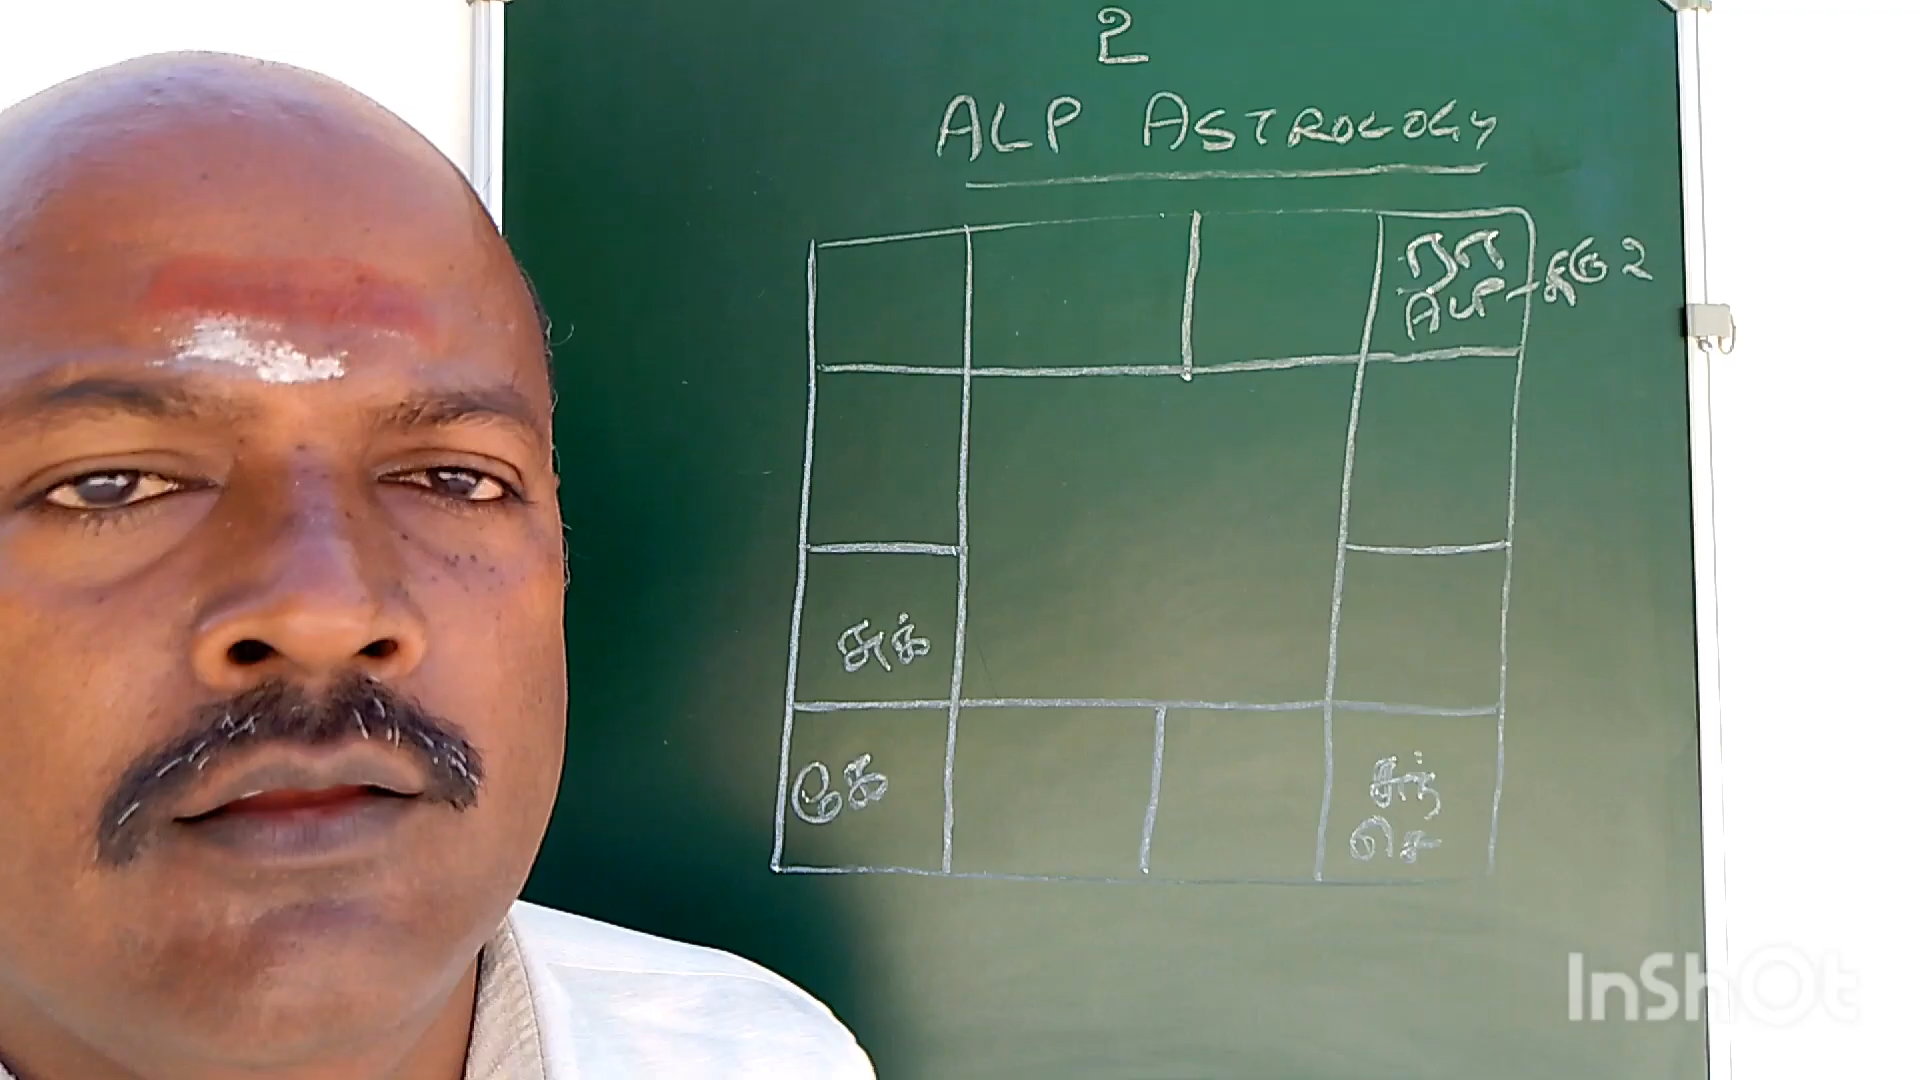 உ
ALP ASTROLOGY
ரா
ALP - திரு 2
சுக்
கே
சந்
செ
InShOt